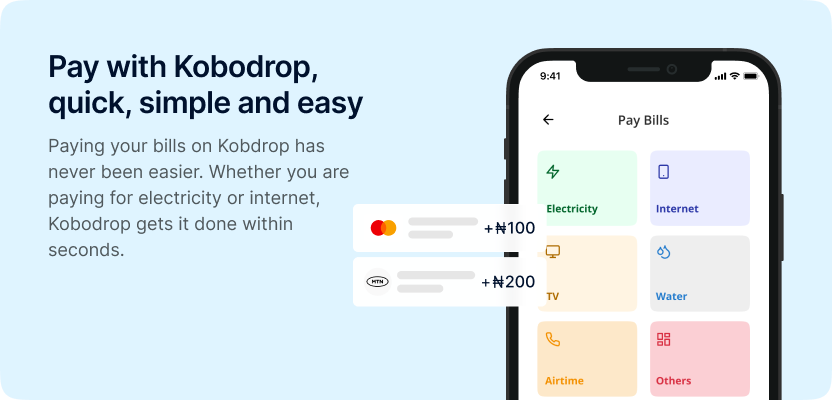 Pay with Kobodrop,
quick, simple and easy
Paying your bills on Kobdrop has
never been easier. Whether you are
paying for electricity or internet,
Kobodrop gets it done within
seconds.
+₦100
MTN
+₦200
9:41
Pay Bills
Electricity
Internet
TV
Water
Airtime
Others